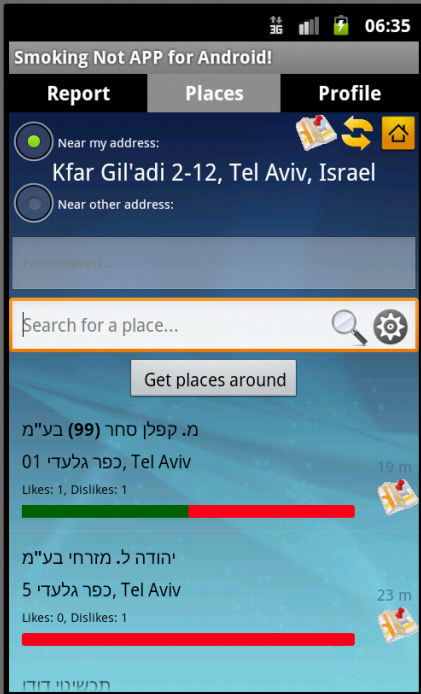 3G 06:35
Smoking Not APP for Android!
Report Places Profile
Near my address:
Kfar Gil'adi 2-12, Tel Aviv, Israel
Near other address:
Enter address...
Search for a place...
Get places around
מ. קפלן סחר (99) בע"מ
01 כפר גלעדי, Tel Aviv
19 m
Likes: 1, Dislikes: 1
יהודה ל. מזרחי בע"מ
5 כפר גלעדי, Tel Aviv
23 m
Likes: 0, Dislikes: 1
תכשיטי דודו